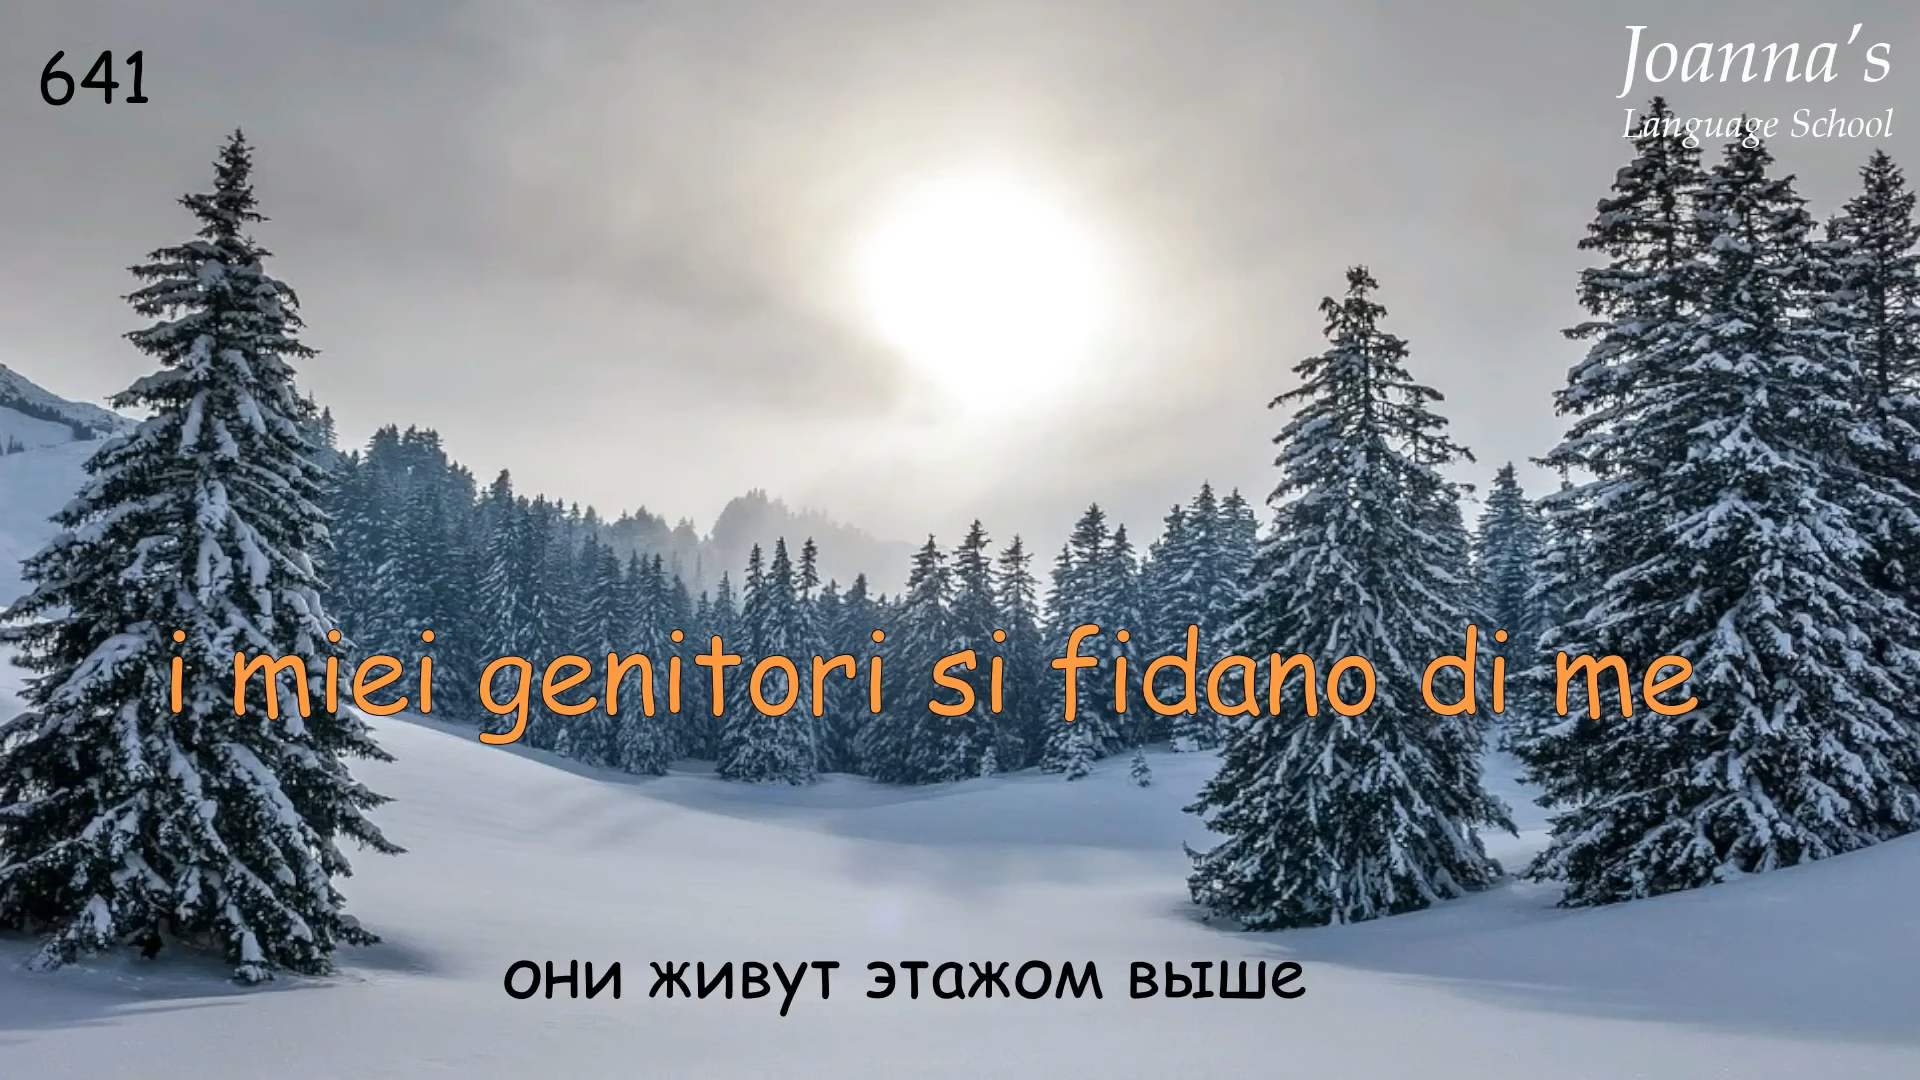 641
Joanna's
Language School
i miei genitori si fidano di me
они живут этажом выше